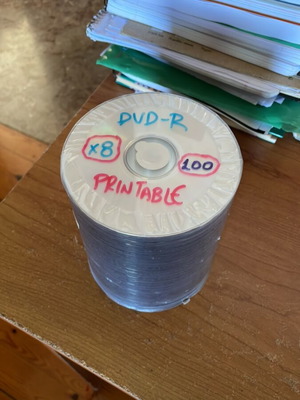 DVD-R
x8
100
PRINTABLE